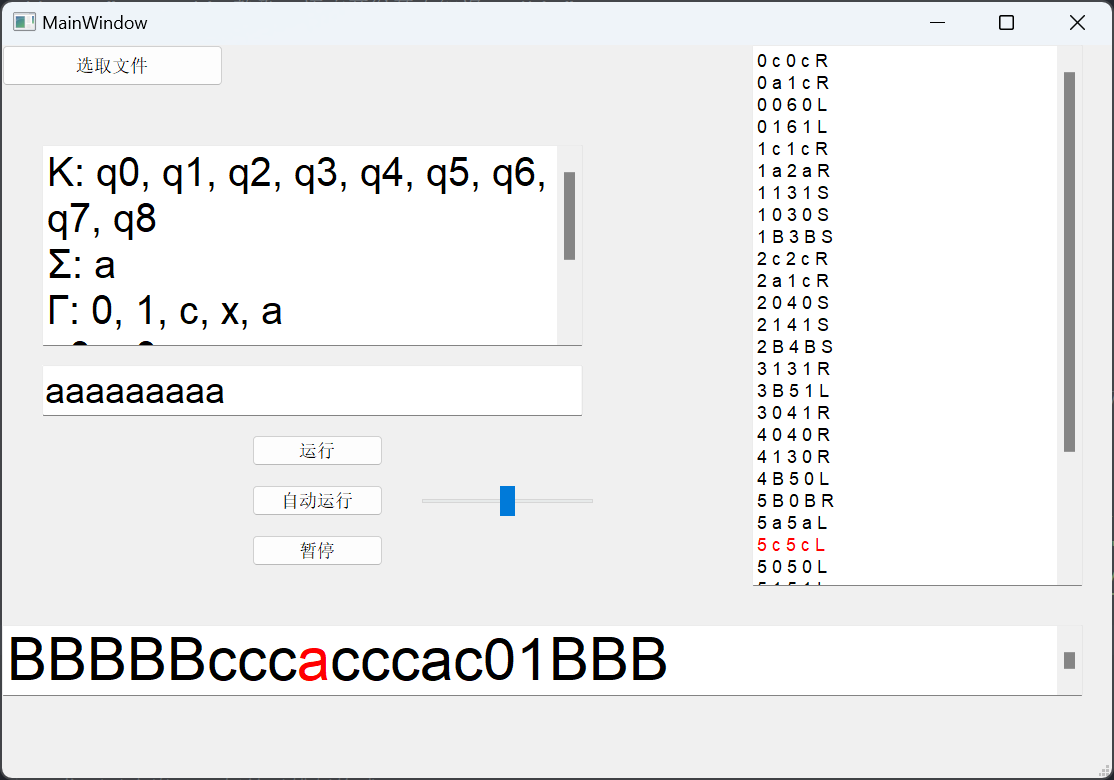 MainWindow
选取文件
K: q0, q1, q2, q3, q4, q5, q6,
q7, q8
Σ: a
Γ: 0, 1, c, x, a
aaaaaaaaa
运行
自动运行
暂停
0 c 0 c R
0 a 1 c R
0 0 6 0 L
0 1 6 1 L
1 c 1 c R
1 a 2 a R
1 1 3 1 S
1 0 3 0 S
1 B 3 B S
2 c 2 c R
2 a 1 c R
2 0 4 0 S
2 1 4 1 S
2 B 4 B S
3 1 3 1 R
3 B 5 1 L
3 0 4 1 R
4 0 4 0 R
4 1 3 0 R
4 B 5 0 L
5 B 0 B R
5 a 5 a L
5 c 5 c L
5 0 5 0 L
BBBBBcccacccac01BBB